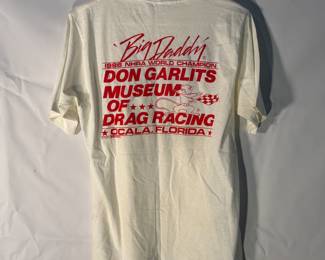 "Big Daddy"
1986 NHRA WORLD CHAMPION
DON GARLITS
MUSEUM
OF ★★★
DRAG RACING
★ OCALA, FLORIDA ★